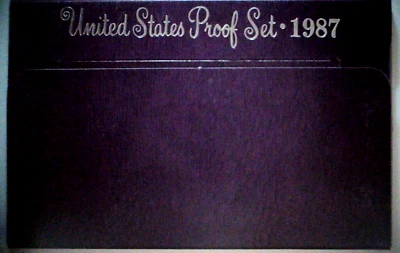 United States Proof Set · 1987